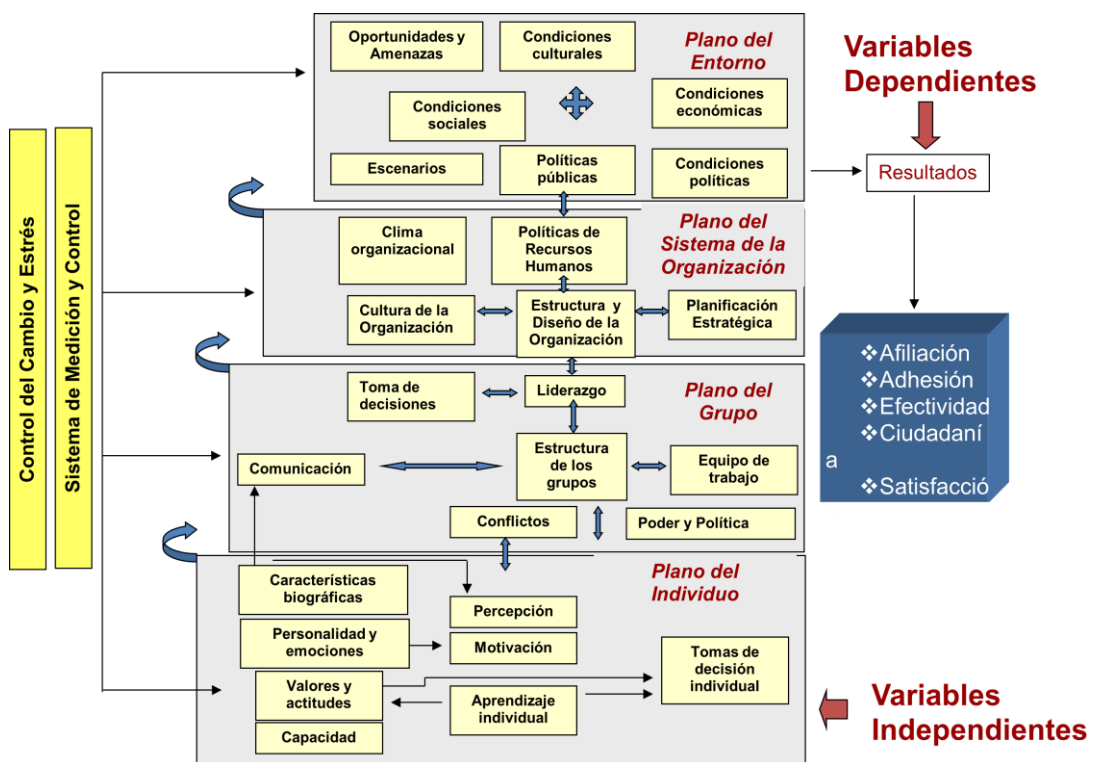 Control del Cambio y Estrés
Sistema de Medición y Control
Oportunidades y
Amenazas
Condiciones
culturales
Plano del
Entorno
Condiciones
sociales
Condiciones
económicas
Escenarios
Políticas
públicas
Condiciones
políticas
Variables
Dependientes
Resultados
Clima
organizacional
Políticas de
Recursos
Humanos
Plano del
Sistema de la
Organización
Cultura de la
Organización
Estructura y
Diseño de la
Organización
Planificación
Estratégica
❖Afiliación
❖Adhesión
❖Efectividad
❖Ciudadaní
a
❖Satisfacció
Toma de
decisiones
Liderazgo
Plano del
Grupo
Comunicación
Estructura
de los
grupos
Equipo de
trabajo
Conflictos
Poder y Política
Plano del
Individuo
Característicás
biográficas
Percepción
Personalidad y
emociones
Motivación
Tomas de
decisión
individual
Valores y
actitudes
Aprendizaje
individual
Capacidad
Variables
Independientes